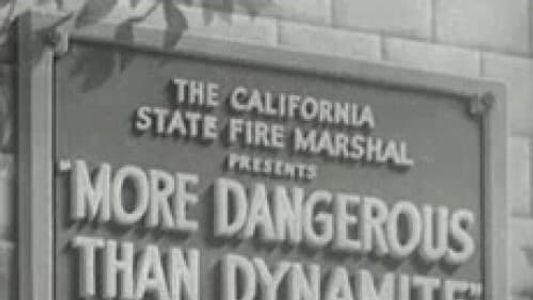 THE CALIFORNIA
STATE FIRE MARSHAL
PRESENTS
"MORE DANGEROUS
THAN DYNAMITE"